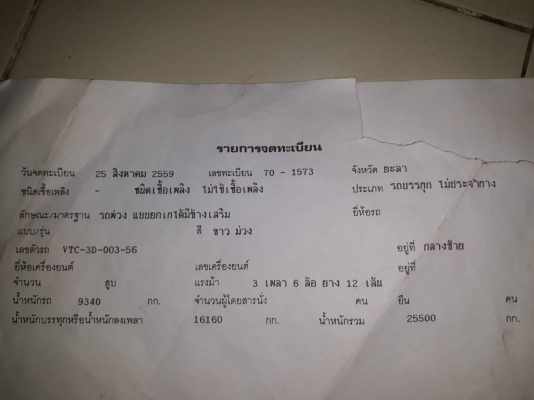 รายการจดทะเบียน
วันจดทะเบียน 25 สิงหาคม 2559 เลขทะเบียน 70 - 1573 จังหวัด ยะลา
ชนิดเชื้อเพลิง - ชนิดเชื้อเพลิง ไม่ใช้เชื้อเพลิง ประเภท รถบรรทุก ไม่ประจำทาง
ลักษณะ/มาตรฐาน รถพ่วง แบบยกเทได้มีข้างเสริม ยี่ห้อรถ
แบบ/รุ่น สี ขาว ม่วง
เลขตัวรถ VTC-3D-003-56 อยู่ที่ กลางซ้าย
ยี่ห้อเครื่องยนต์ เลขเครื่องยนต์ อยู่ที่
จำนวน สูบ แรงม้า 3 เพลา 6 ล้อ ยาง 12 เส้น
น้ำหนักรถ 9340 กก. จำนวนผู้โดยสารนั่ง คน ยืน คน
น้ำหนักบรรทุกหรือน้ำหนักลงเพลา 16160 กก. น้ำหนักรวม 25500 กก.